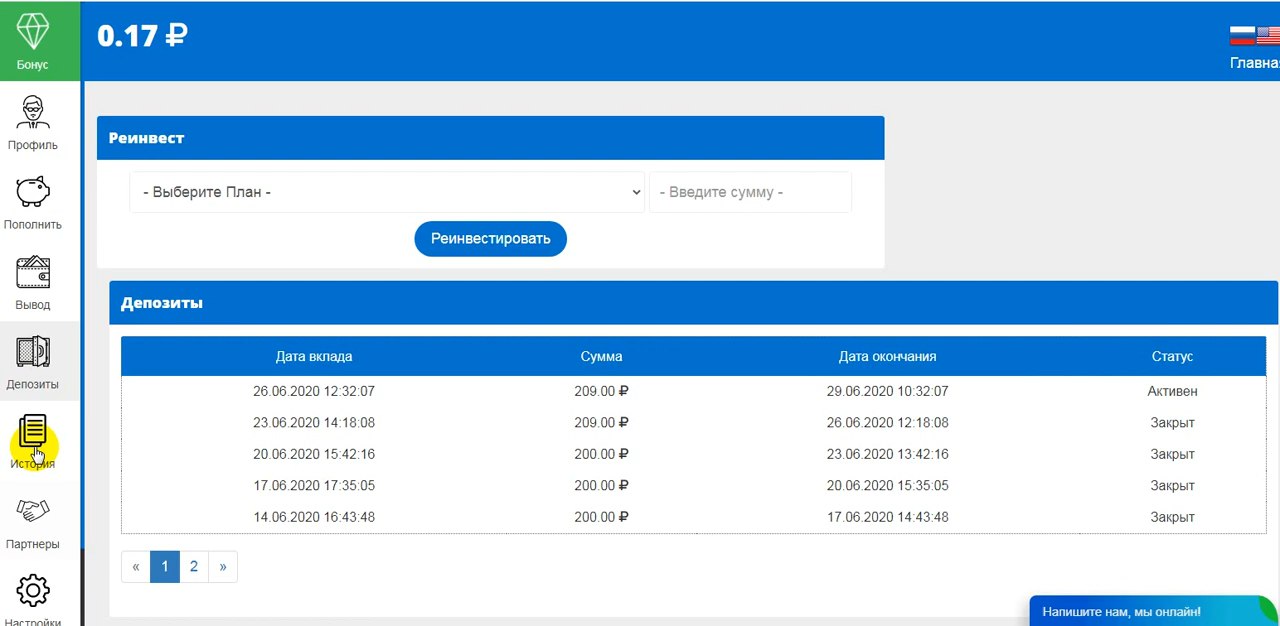 0.17 ₽
Главна
Бонус
Профиль
Пополнить
Вывод
Депозиты
История
Партнеры
Настройки
Реинвест
- Выберите План - - Введите сумму -
Реинвестировать
Депозиты
Дата вклада Сумма Дата окончания Статус
26.06.2020 12:32:07 209.00 ₽ 29.06.2020 10:32:07 Активен
23.06.2020 14:18:08 209.00 ₽ 26.06.2020 12:18:08 Закрыт
20.06.2020 15:42:16 200.00 ₽ 23.06.2020 13:42:16 Закрыт
17.06.2020 17:35:05 200.00 ₽ 20.06.2020 15:35:05 Закрыт
14.06.2020 16:43:48 200.00 ₽ 17.06.2020 14:43:48 Закрыт
« 1 2 »
Напишите нам, мы онлайн!